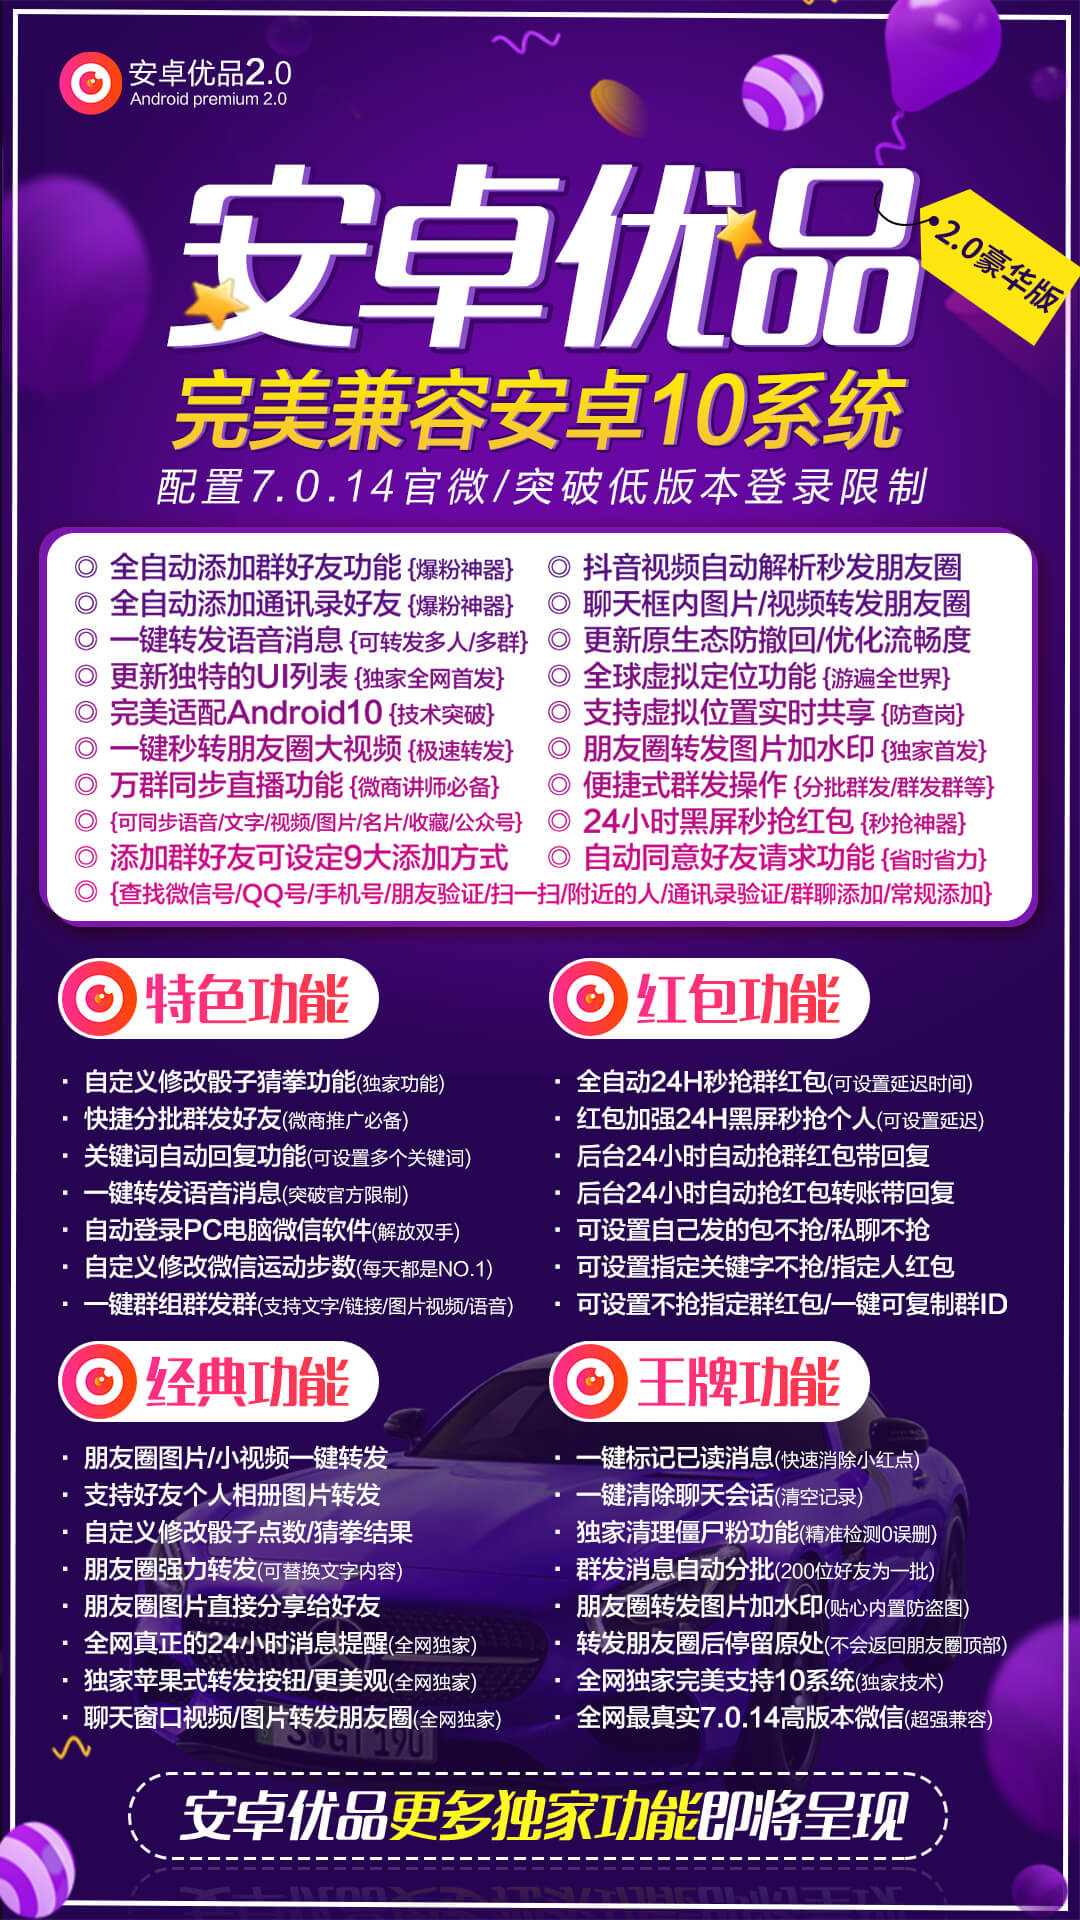 安卓优品2.0
Android premium 2.0
安卓优品
2.0豪华版
完美兼容安卓10系统
配置7.0.14官微/突破低版本登录限制
◎ 全自动添加群好友功能{爆粉神器}
◎ 全自动添加通讯录好友{爆粉神器}
◎ 一键转发语音消息{可转发多人/多群}
◎ 更新独特的UI列表{独家全网首发}
◎ 完美适配Android10{技术突破}
◎ 一键秒转朋友圈大视频{极速转发}
◎ 万群同步直播功能{微商讲师必备}
◎ {可同步语音/文字/视频/图片/名片/收藏/公众号}
◎ 添加群好友可设定9大添加方式
◎ 抖音视频自动解析秒发朋友圈
◎ 聊天框内图片/视频转发朋友圈
◎ 更新原生态防撤回/优化流畅度
◎ 全球虚拟定位功能{游遍全世界}
◎ 支持虚拟位置实时共享{防查岗}
◎ 朋友圈转发图片加水印{独家首发}
◎ 便捷式群发操作{分批群发/群发群等}
◎ 24小时黑屏秒抢红包{秒抢神器}
◎ 自动同意好友请求功能{省时省力}
◎ {查找微信号/QQ号/手机号/朋友验证/扫一扫/附近的人/通讯录验证/群聊添加/常规添加}
特色功能
· 自定义修改骰子猜拳功能(独家功能)
· 快捷分批群发好友(微商推广必备)
· 关键词自动回复功能(可设置多个关键词)
· 一键转发语音消息(突破官方限制)
· 自动登录PC电脑微信软件(解放双手)
· 自定义修改微信运动步数(每天都是NO.1)
· 一键群组群发群(支持文字/链接/图片视频/语音)
红包功能
· 全自动24H秒抢群红包(可设置延迟时间)
· 红包加强24H黑屏秒抢个人(可设置延迟)
· 后台24小时自动抢群红包带回复
· 后台24小时自动抢红包转账带回复
· 可设置自己发的包不抢/私聊不抢
· 可设置指定关键字不抢/指定人红包
· 可设置不抢指定群红包/一键可复制群ID
经典功能
· 朋友圈图片/小视频一键转发
· 支持好友个人相册图片转发
· 自定义修改骰子点数/猜拳结果
· 朋友圈强力转发(可替换文字内容)
· 朋友圈图片直接分享给好友
· 全网真正的24小时消息提醒(全网独家)
· 独家苹果式转发按钮/更美观(全网独家)
· 聊天窗口视频/图片转发朋友圈(全网独家)
王牌功能
· 一键标记已读消息(快速消除小红点)
· 一键清除聊天会话(清空记录)
· 独家清理僵尸粉功能(精准检测0误删)
· 群发消息自动分批(200位好友为一批)
· 朋友圈转发图片加水印(贴心内置防盗图)
· 转发朋友圈后停留原处(不会返回朋友圈顶部)
· 全网独家完美支持10系统(独家技术)
· 全网最真实7.0.14高版本微信(超强兼容)
S GT 190
安卓优品更多独家功能即将呈现